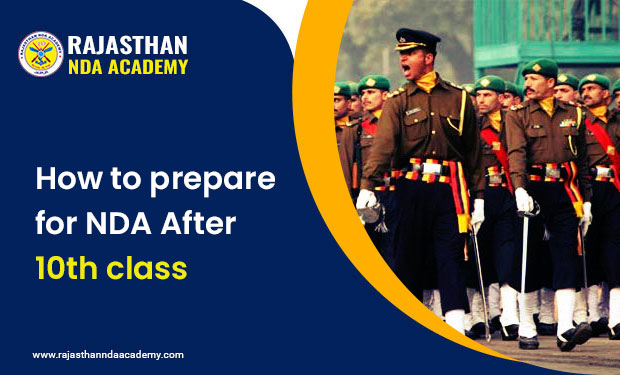 RAJASTHAN
NDA ACADEMY
How to prepare
for NDA After
10th class
www.rajasthanndaacademy.com